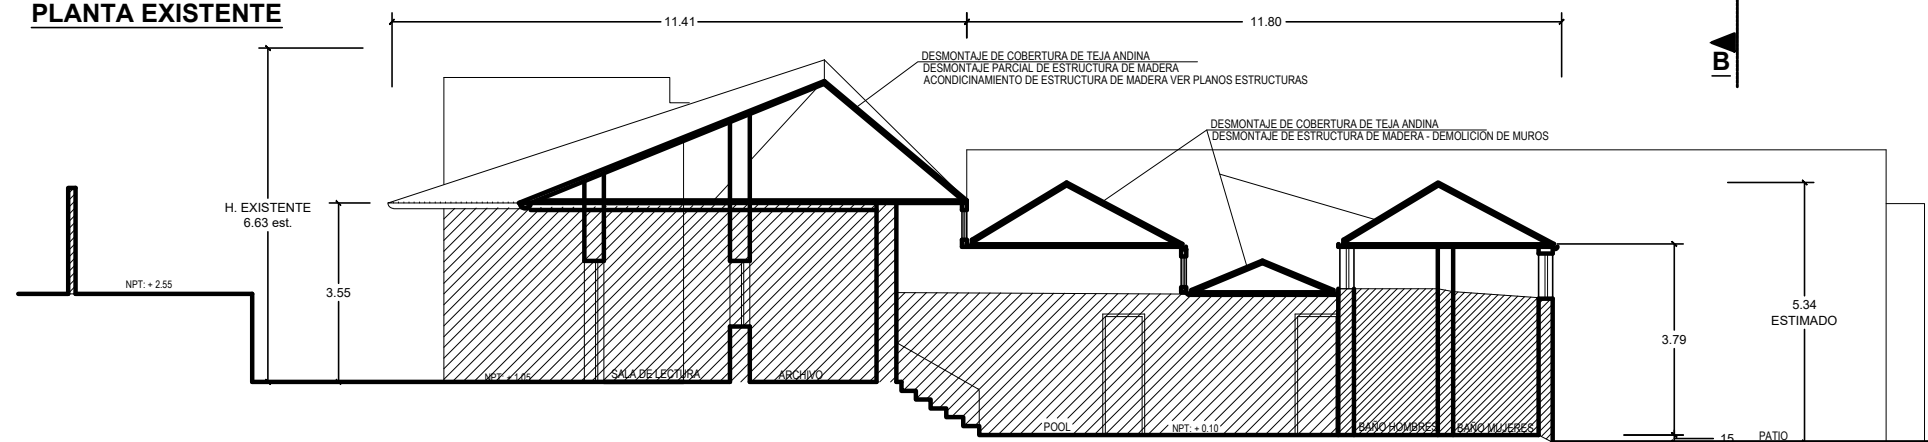 PLANTA EXISTENTE
11.41
11.80
DESMONTAJE DE COBERTURA DE TEJA ANDINA
DESMONTAJE PARCIAL DE ESTRUCTURA DE MADERA
ACONDICINAMIENTO DE ESTRUCTURA DE MADERA VER PLANOS ESTRUCTURAS
B
DESMONTAJE DE COBERTURA DE TEJA ANDINA
DESMONTAJE DE ESTRUCTURA DE MADERA - DEMOLICION DE MUROS
H. EXISTENTE
6.63 est.
NPT: + 2.55
3.55
5.34
ESTIMADO
3.79
NPT: + 1.05
SALA DE LECTURA
ARCHIVO
POOL
NPT: + 0.10
BAÑO HOMBRES
BAÑO MUJERES
.15
PATIO